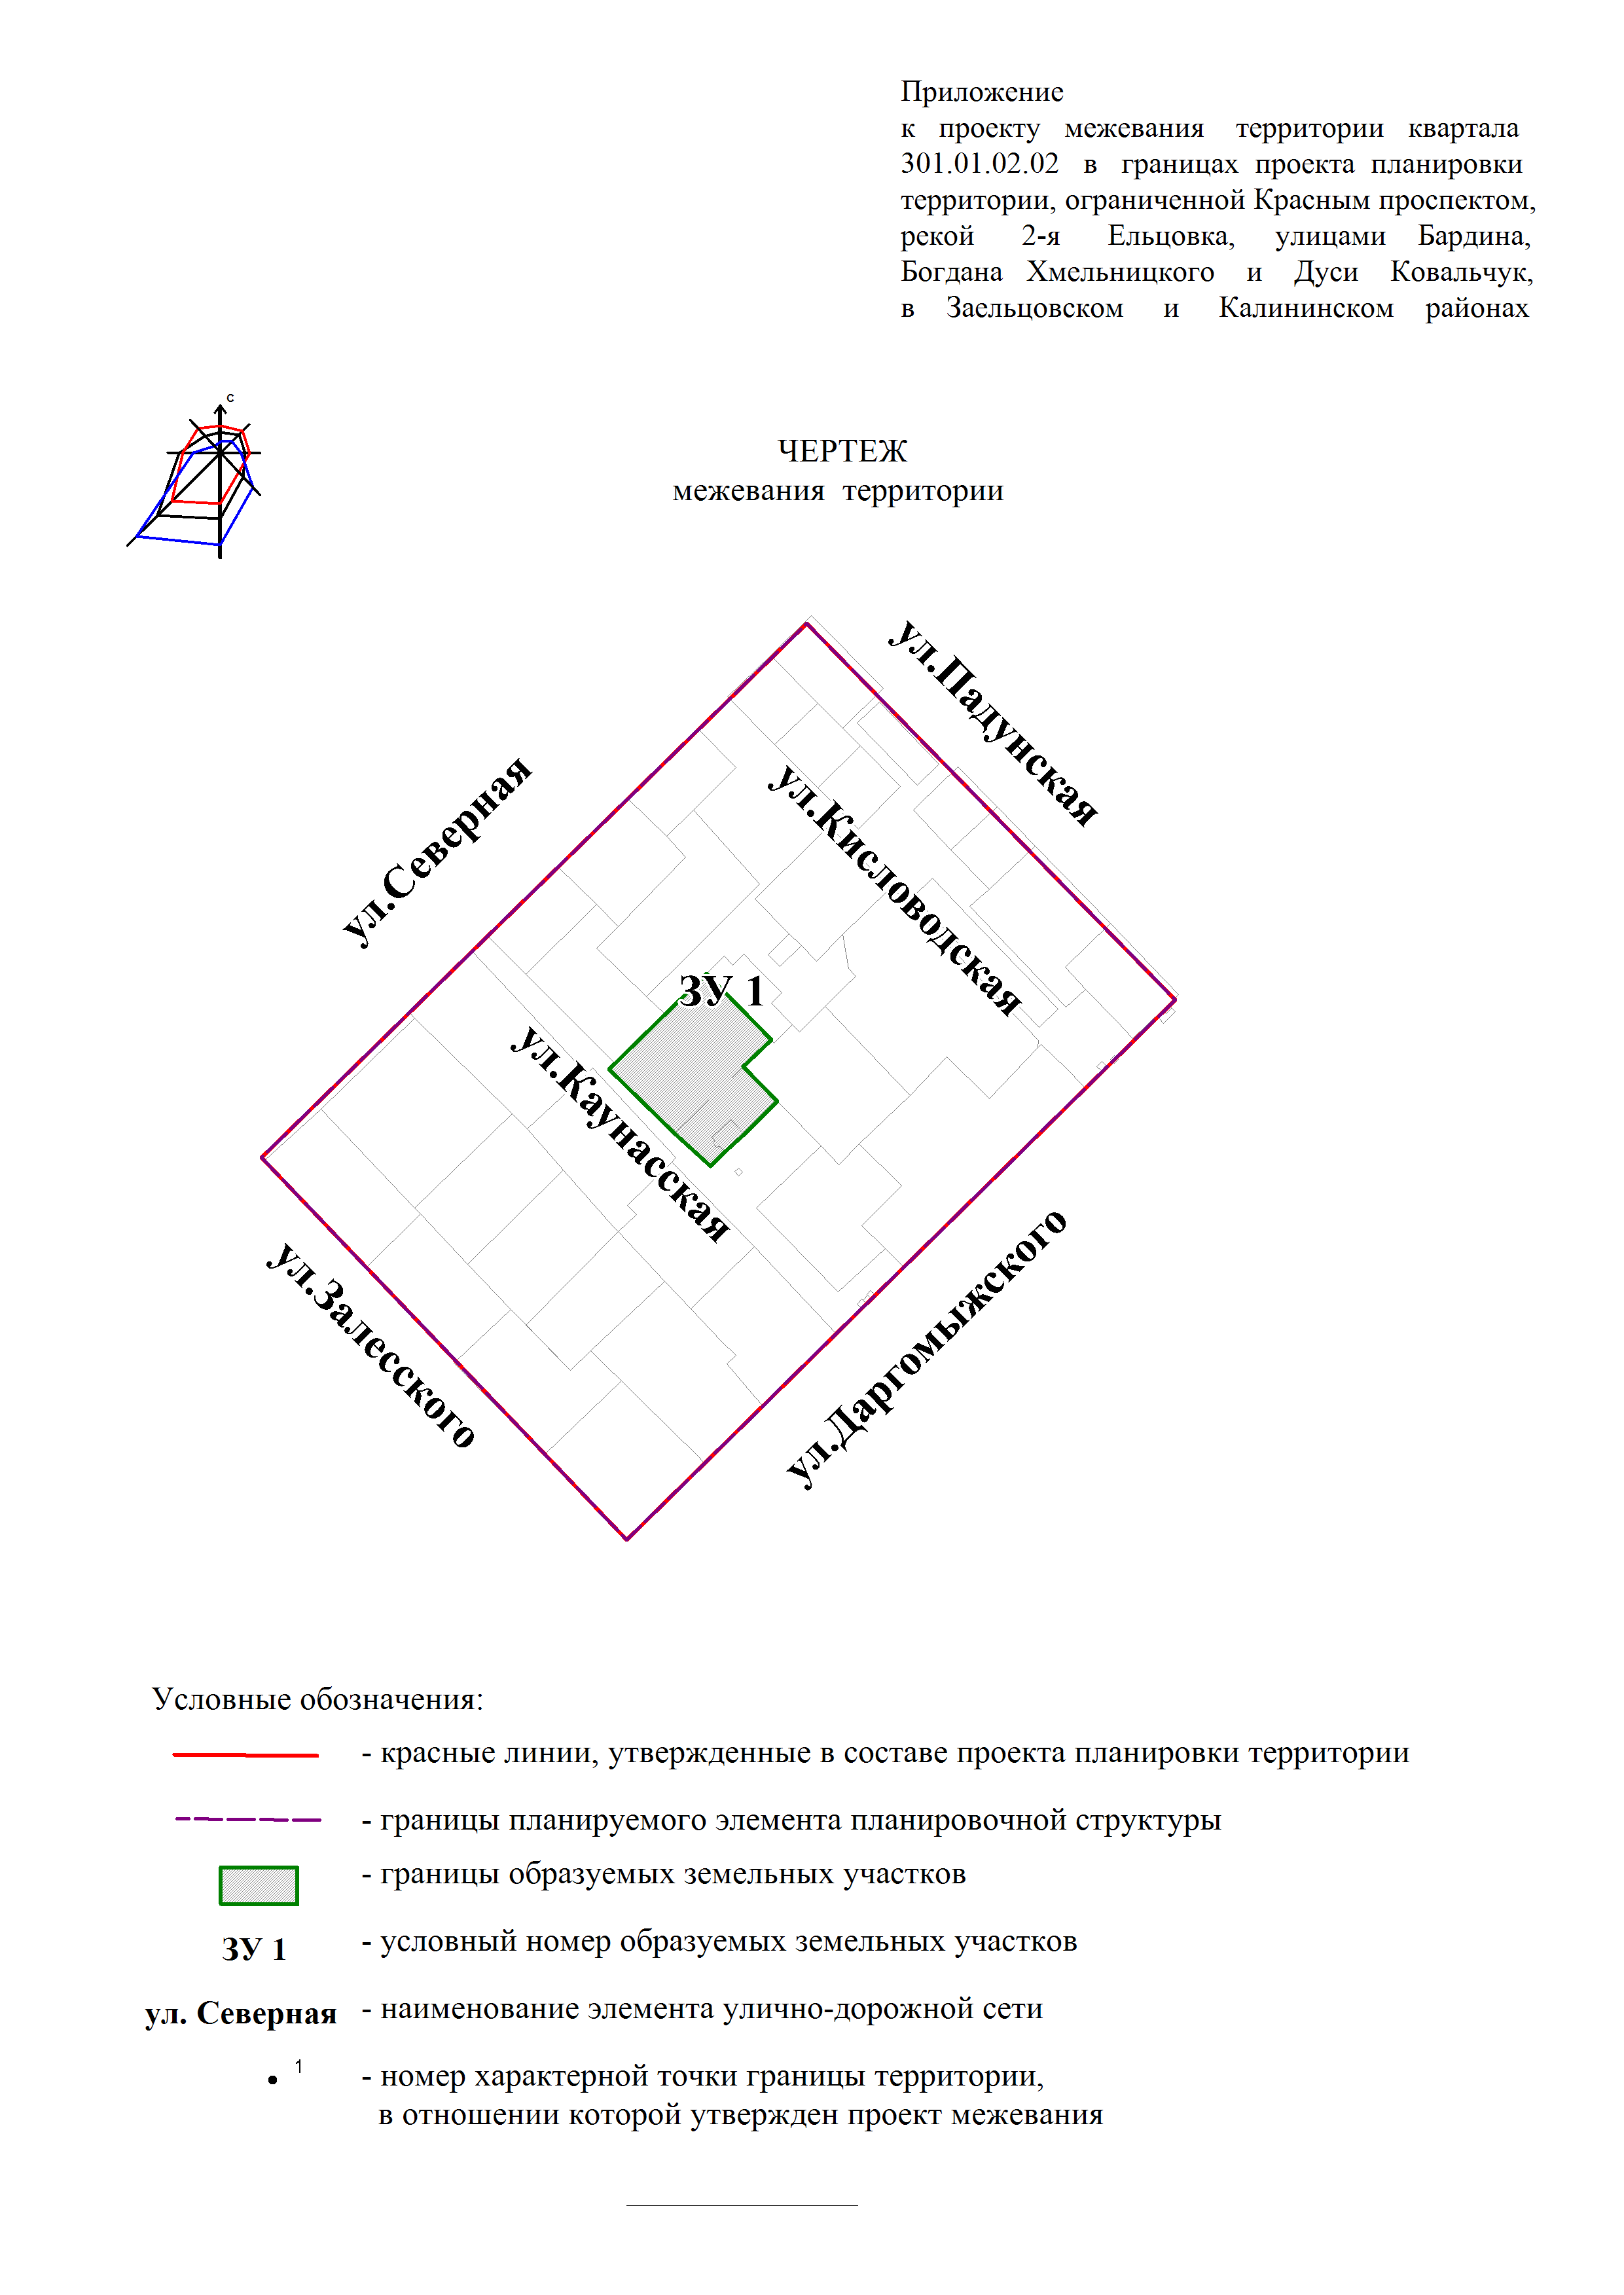 Приложение
к проекту межевания территории квартала
301.01.02.02 в границах проекта планировки
территории, ограниченной Красным проспектом,
рекой 2-я Ельцовка, улицами Бардина,
Богдана Хмельницкого и Дуси Ковальчук,
в Заельцовском и Калининском районах
С
ЧЕРТЕЖ
межевания территории
ул.Падунская
ул.Северная
ул.Кисловодская
ЗУ 1
ул.Каунасская
ул.Залесского
ул.Даргомыжского
Условные обозначения:
- красные линии, утвержденные в составе проекта планировки территории
- границы планируемого элемента планировочной структуры
- границы образуемых земельных участков
ЗУ 1 - условный номер образуемых земельных участков
ул. Северная - наименование элемента улично-дорожной сети
1 - номер характерной точки границы территории,
в отношении которой утвержден проект межевания